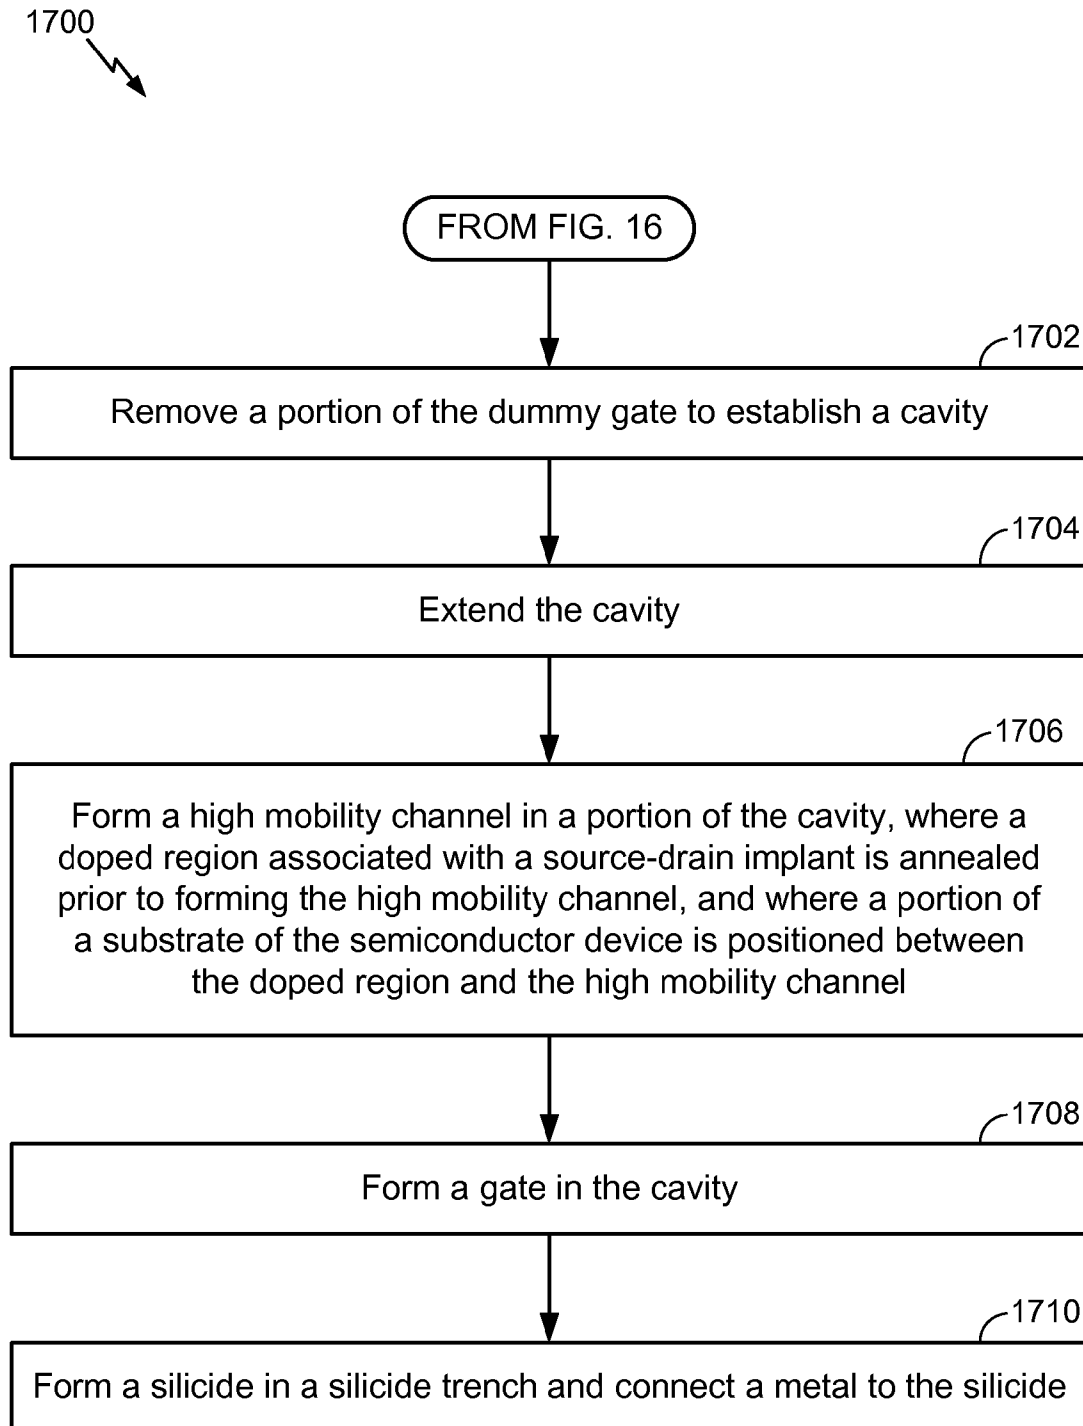 1700
FROM FIG. 16
1702
Remove a portion of the dummy gate to establish a cavity
1704
Extend the cavity
1706
Form a high mobility channel in a portion of the cavity, where a
doped region associated with a source-drain implant is annealed
prior to forming the high mobility channel, and where a portion of
a substrate of the semiconductor device is positioned between
the doped region and the high mobility channel
1708
Form a gate in the cavity
1710
Form a silicide in a silicide trench and connect a metal to the silicide